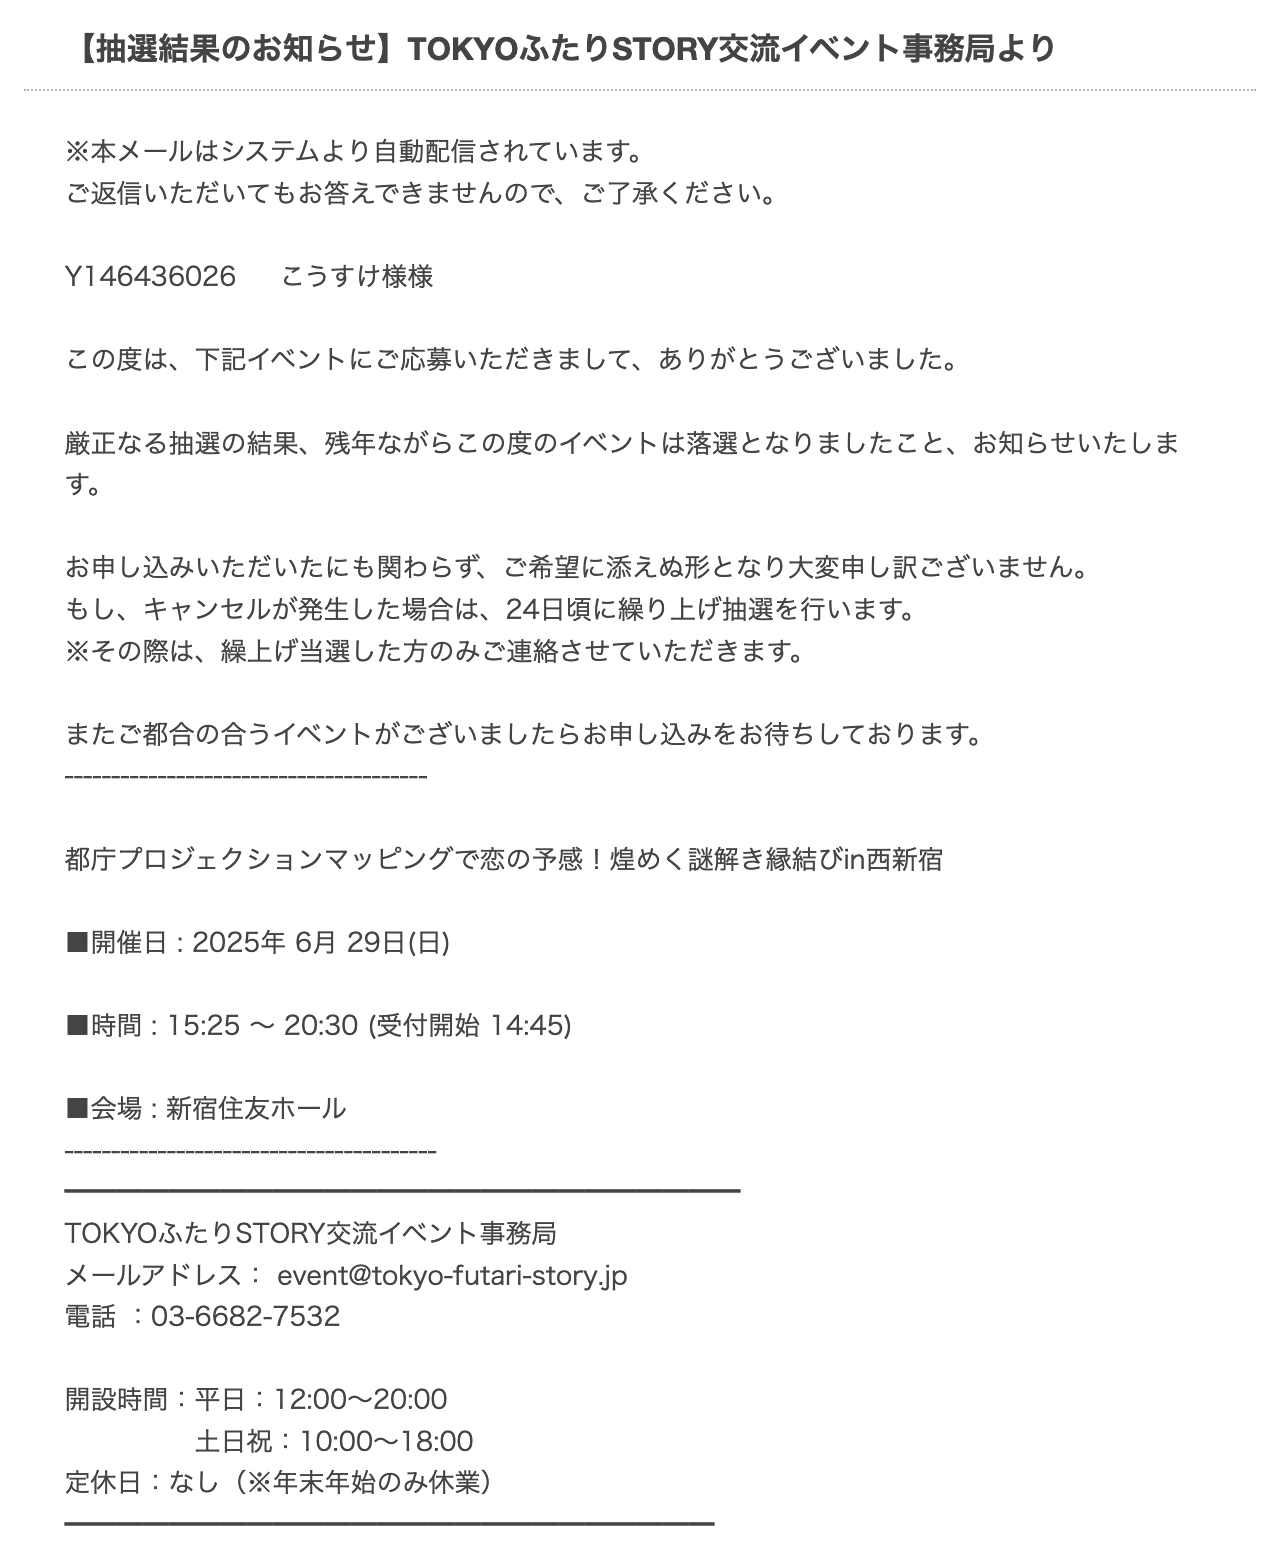 【抽選結果のお知らせ】TOKYOふたりSTORY交流イベント事務局より
※本メールはシステムより自動配信されています。
ご返信いただいてもお答えできませんので、ご了承ください。
Y146436026　こうすけ様様
この度は、下記イベントにご応募いただきまして、ありがとうございました。
厳正なる抽選の結果、残年ながらこの度のイベントは落選となりましたこと、お知らせいたしま
す。
お申し込みいただいたにも関わらず、ご希望に添えぬ形となり大変申し訳ございません。
もし、キャンセルが発生した場合は、24日頃に繰り上げ抽選を行います。
※その際は、繰上げ当選した方のみご連絡させていただきます。
またご都合の合うイベントがございましたらお申し込みをお待ちしております。
---------------------------------------
都庁プロジェクションマッピングで恋の予感！煌めく謎解き縁結びin西新宿
■開催日 : 2025年 6月 29日(日)
■時間 : 15:25 ～ 20:30 (受付開始 14:45)
■会場 : 新宿住友ホール
----------------------------------------
━━━━━━━━━━━━━━━━━━━━━━━━━━
TOKYOふたりSTORY交流イベント事務局
メールアドレス： event@tokyo-futari-story.jp
電話 ：03-6682-7532
開設時間：平日：12:00～20:00
土日祝：10:00～18:00
定休日：なし（※年末年始のみ休業）
━━━━━━━━━━━━━━━━━━━━━━━━━